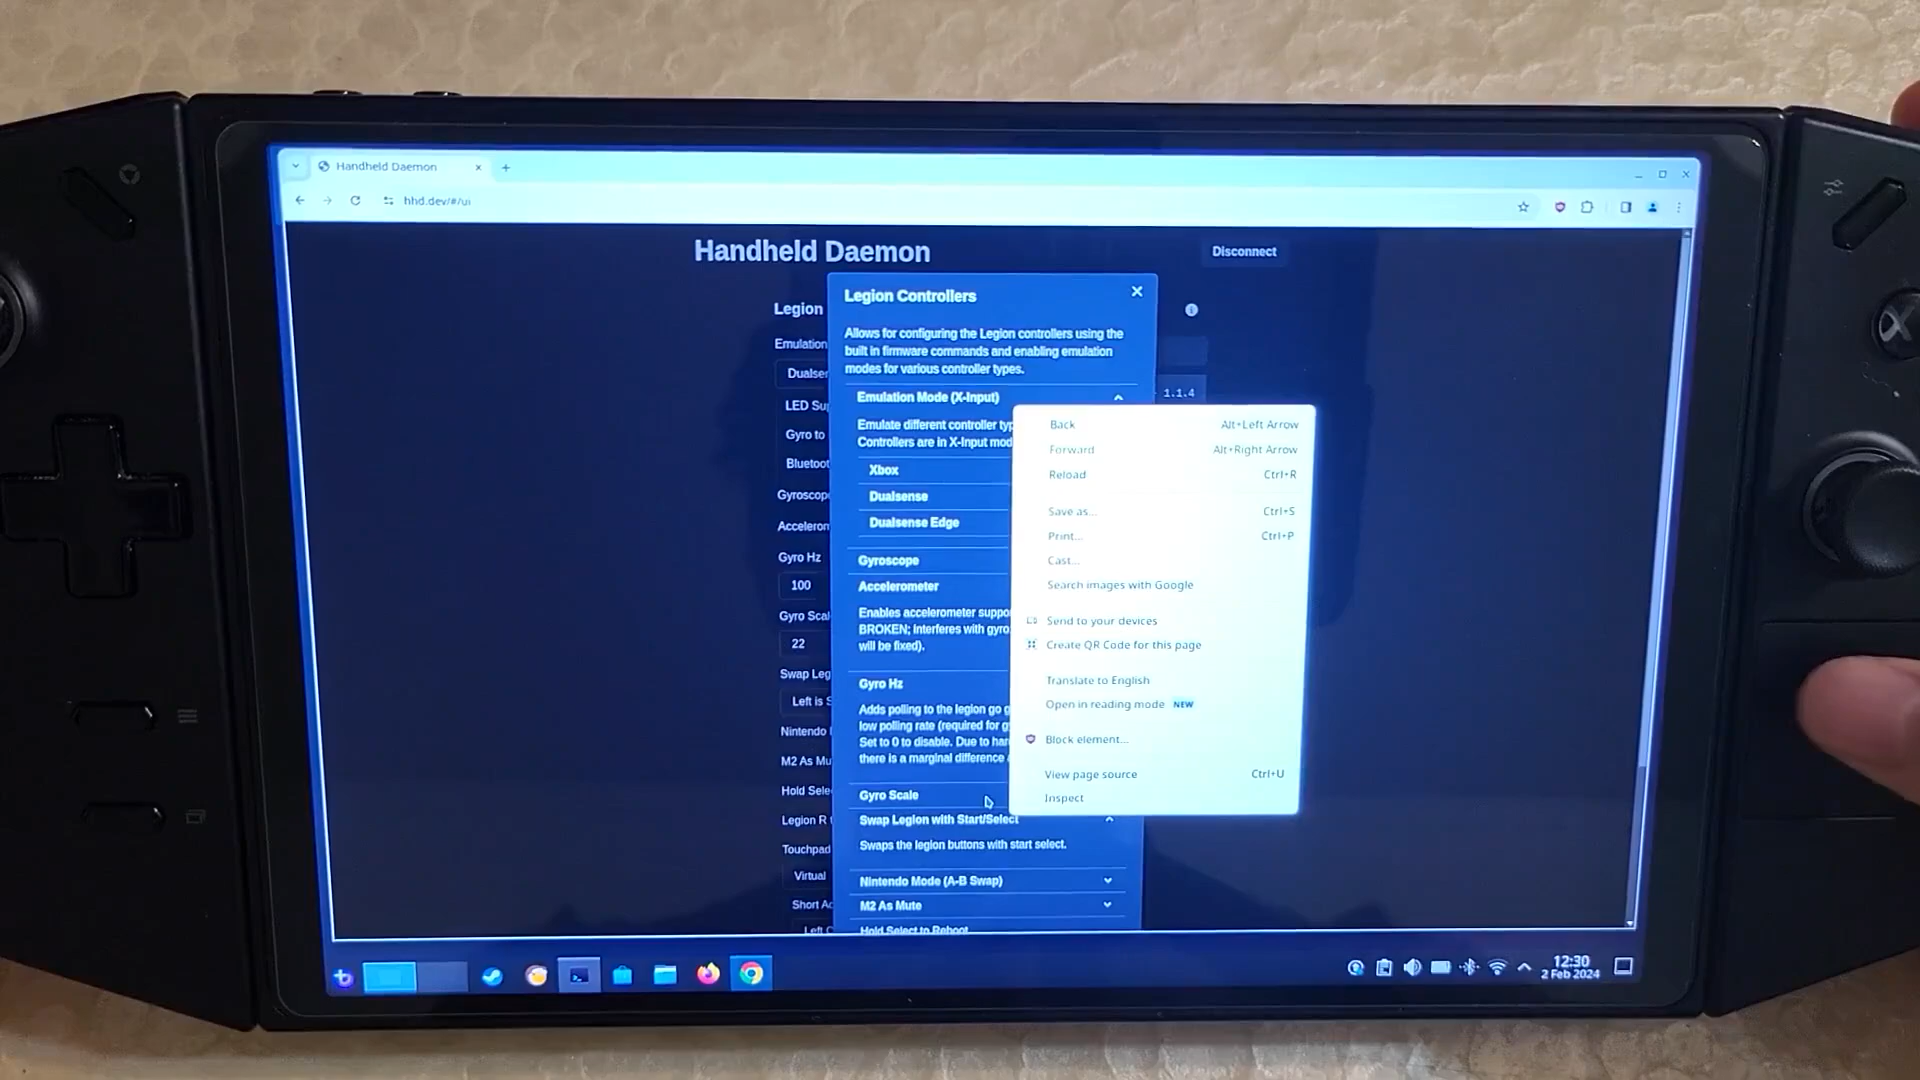 Handheld Daemon
hhd.dev/#/ui
Handheld Daemon
Disconnect
Legion
Emulation
Dualser
LED Su
Gyro to
Bluetoot
Gyroscop
Acceleron
Gyro Hz
100
Gyro Scal
22
Swap Leg
Left is S
Nintendo
M2 As Mu
Hold Sele
Legion R
Touchpad
Virtual
Short Ac
Left C
1.1.4
Legion Controllers
Allows for configuring the Legion controllers using the
built in firmware commands and enabling emulation
modes for various controller types.
Emulation Mode (X-Input)
Emulate different controller typ
Controllers are in X-Input mod
Xbox
Dualsense
Dualsense Edge
Gyroscope
Accelerometer
Enables accelerometer suppo
BROKEN; Interferes with gyro
will be fixed).
Gyro Hz
Adds polling to the legion go g
low polling rate (required for g
Set to 0 to disable. Due to har
there is a marginal difference
Gyro Scale
Swap Legion with Start/Select
Swaps the legion buttons with start select.
Nintendo Mode (A-B Swap)
M2 As Mute
Hold Select to Reboot
Back Alt+Left Arrow
Forward Alt+Right Arrow
Reload Ctrl+R
Save as... Ctrl+S
Print... Ctrl+P
Cast...
Search images with Google
Send to your devices
Create QR Code for this page
Translate to English
Open in reading mode NEW
Block element...
View page source Ctrl+U
Inspect
12:30
2 Feb 2024